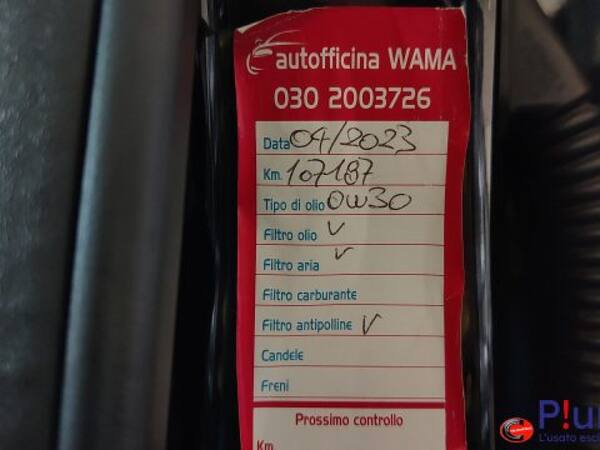 autofficina WAMA
030 2003726
Data 04/2023
Km. 107187
Tipo di olio 0W30
Filtro olio V
Filtro aria V
Filtro carburante
Filtro antipolline V
Candele
Freni
Prossimo controllo
Km
P!u
L'usato escl